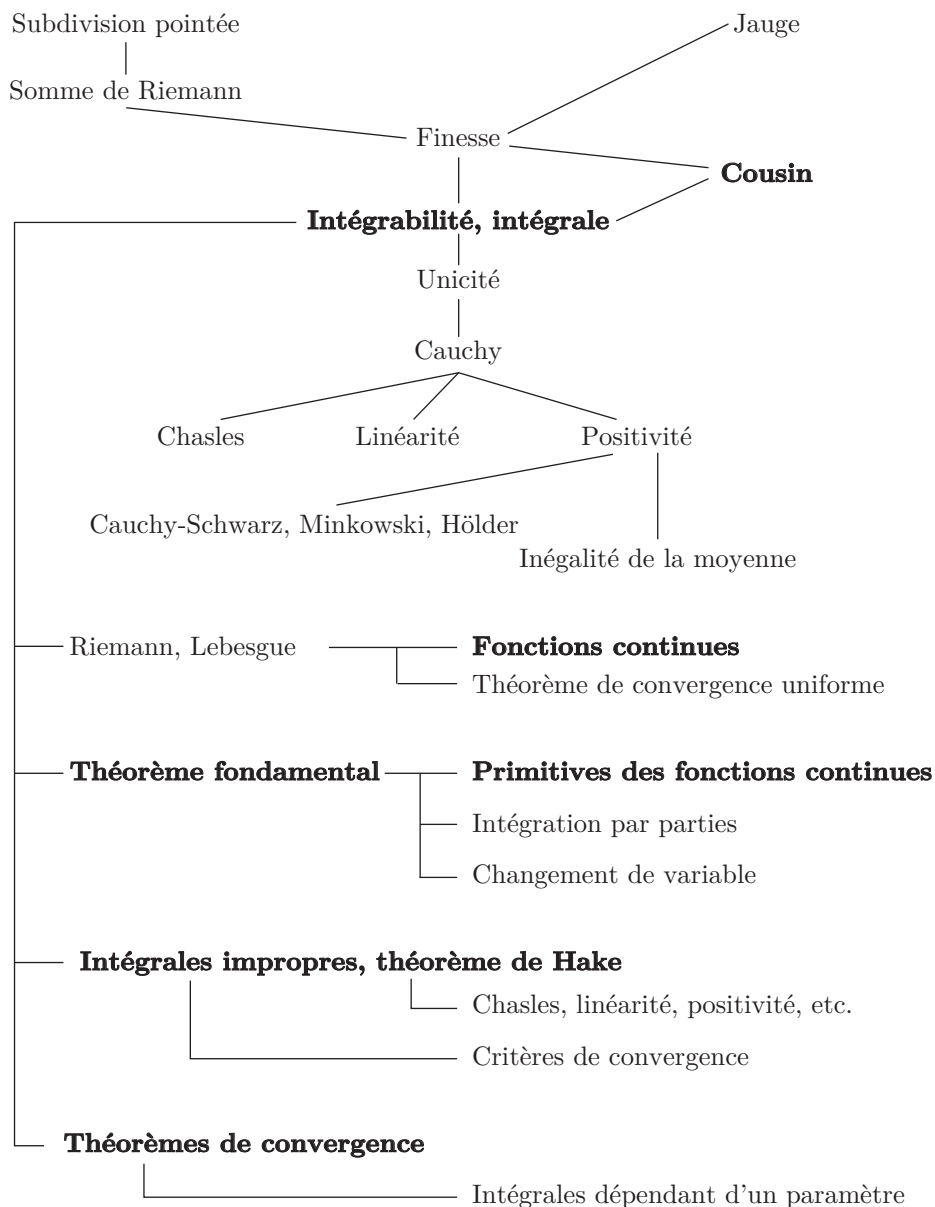 Subdivision pointée
Jauge
Somme de Riemann
Finesse
Cousin
Intégrabilité, intégrale
Unicité
Cauchy
Chasles
Linéarité
Positivité
Cauchy-Schwarz, Minkowski, Hölder
Inégalité de la moyenne
Riemann, Lebesgue
Fonctions continues
Théorème de convergence uniforme
Théorème fondamental
Primitives des fonctions continues
Intégration par parties
Changement de variable
Intégrales impropres, théorème de Hake
Chasles, linéarité, positivité, etc.
Critères de convergence
Théorèmes de convergence
Intégrales dépendant d'un paramètre